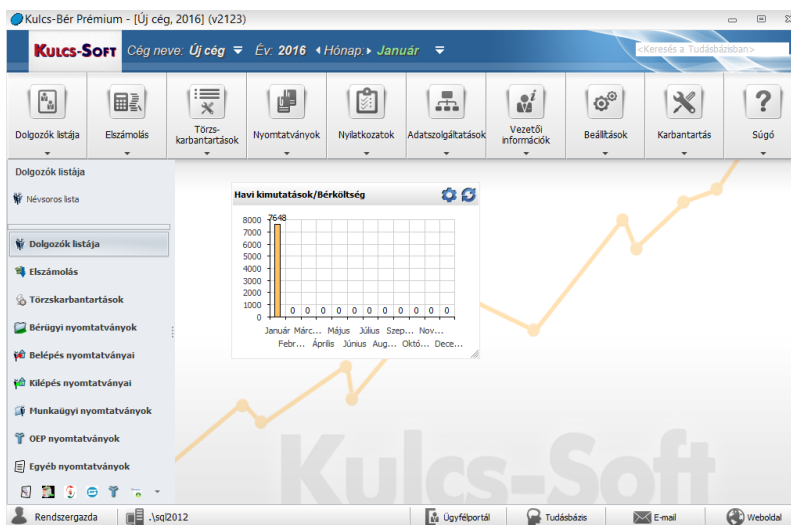 Kulcs-Bér Prémium - [Új cég, 2016] (v2123)
KULCS-SOFT Cég neve: Új cég Év: 2016 Hónap: Január <Keresés a Tudásbázisban>
Dolgozók listája
Elszámolás
Törzs-
karbantartások
Nyomtatványok
Nyilatkozatok
Adatszolgáltatások
Vezetői
információk
Beállítások
Karbantartás
Súgó
Dolgozók listája
Névsoros lista
Dolgozók listája
Elszámolás
Törzskarbantartások
Bérügyi nyomtatványok
Belépés nyomtatványai
Kilépés nyomtatványai
Munkaügyi nyomtatványok
OEP nyomtatványok
Egyéb nyomtatványok
Havi kimutatások/Bérköltség
8000
7000
6000
5000
4000
3000
2000
1000
0
7648
0 0 0 0 0 0 0 0 0 0 0
Január Márc... Május Július Szep... Nov...
Febr... Április Június Aug... Októ... Dece...
Kulcs-Soft
Rendszergazda .\sql2012 Ügyfélportál Tudásbázis E-mail Weboldal